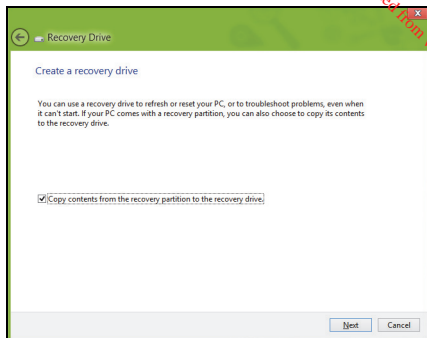 ed from
Recovery Drive
Create a recovery drive
You can use a recovery drive to refresh or reset your PC, or to troubleshoot problems, even when
it can't start. If your PC comes with a recovery partition, you can also choose to copy its contents
to the recovery drive.
Copy contents from the recovery partition to the recovery drive.
Next Cancel